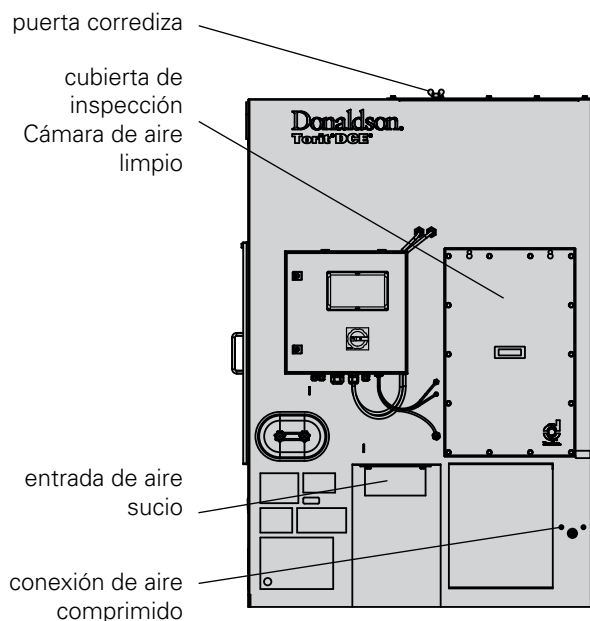 puerta corrediza
cubierta de
inspección
Cámara de aire
limpio
Donaldson.
Torit® DCE®
entrada de aire
sucio
conexión de aire
comprimido